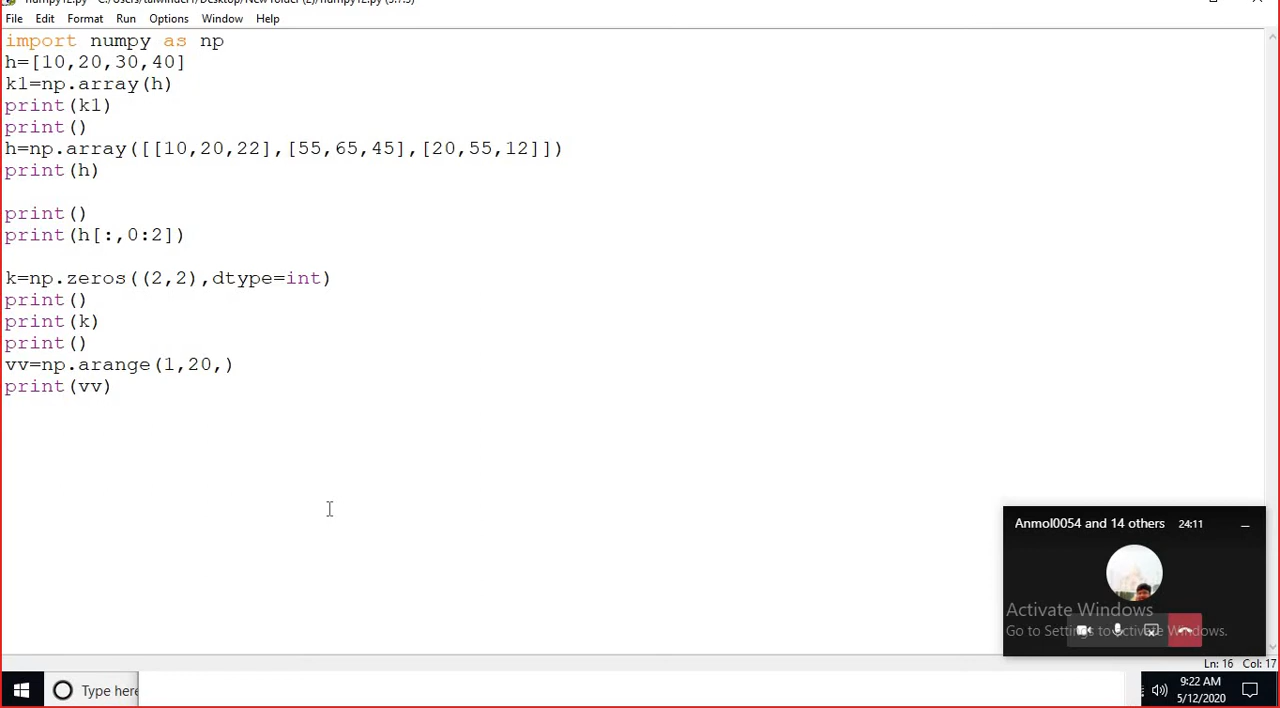 File Edit Format Run Options Window Help
import numpy as np
h=[10,20,30,40]
k1=np.array(h)
print(k1)
print()
h=np.array([[10,20,22],[55,65,45],[20,55,12]])
print(h)
print()
print(h[:,0:2])
k=np.zeros((2,2),dtype=int)
print()
print(k)
print()
vv=np.arange(1,20,)
print(vv)
Anmol0054 and 14 others 24:11
Activate Windows
Go to Settings to activate Windows.
Ln: 16 Col: 17
Type here
9:22 AM
5/12/2020